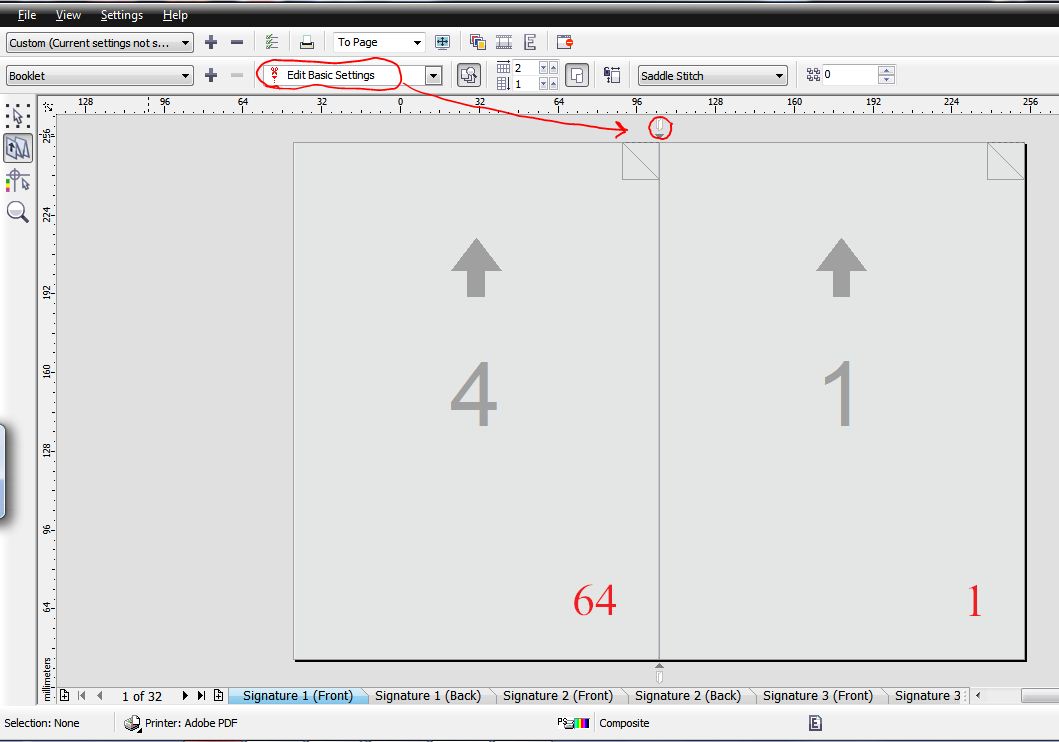 File View Settings Help
Custom (Current settings not s... To Page
Booklet Edit Basic Settings 2 1 Saddle Stitch 0
128 96 64 32 0 32 64 96 128 160 192 224 256
256
224
192
160
128
96
64
millimeters
4 1
64 1
1 of 32 Signature 1 (Front) Signature 1 (Back) Signature 2 (Front) Signature 2 (Back) Signature 3 (Front) Signature 3
Selection: None Printer: Adobe PDF PS Composite E